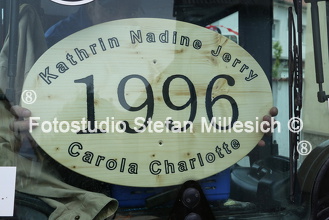 Kathrin Nadine Jerry
1996
® Fotostudio Stefan Millesich ®
Carola Charlotte
®